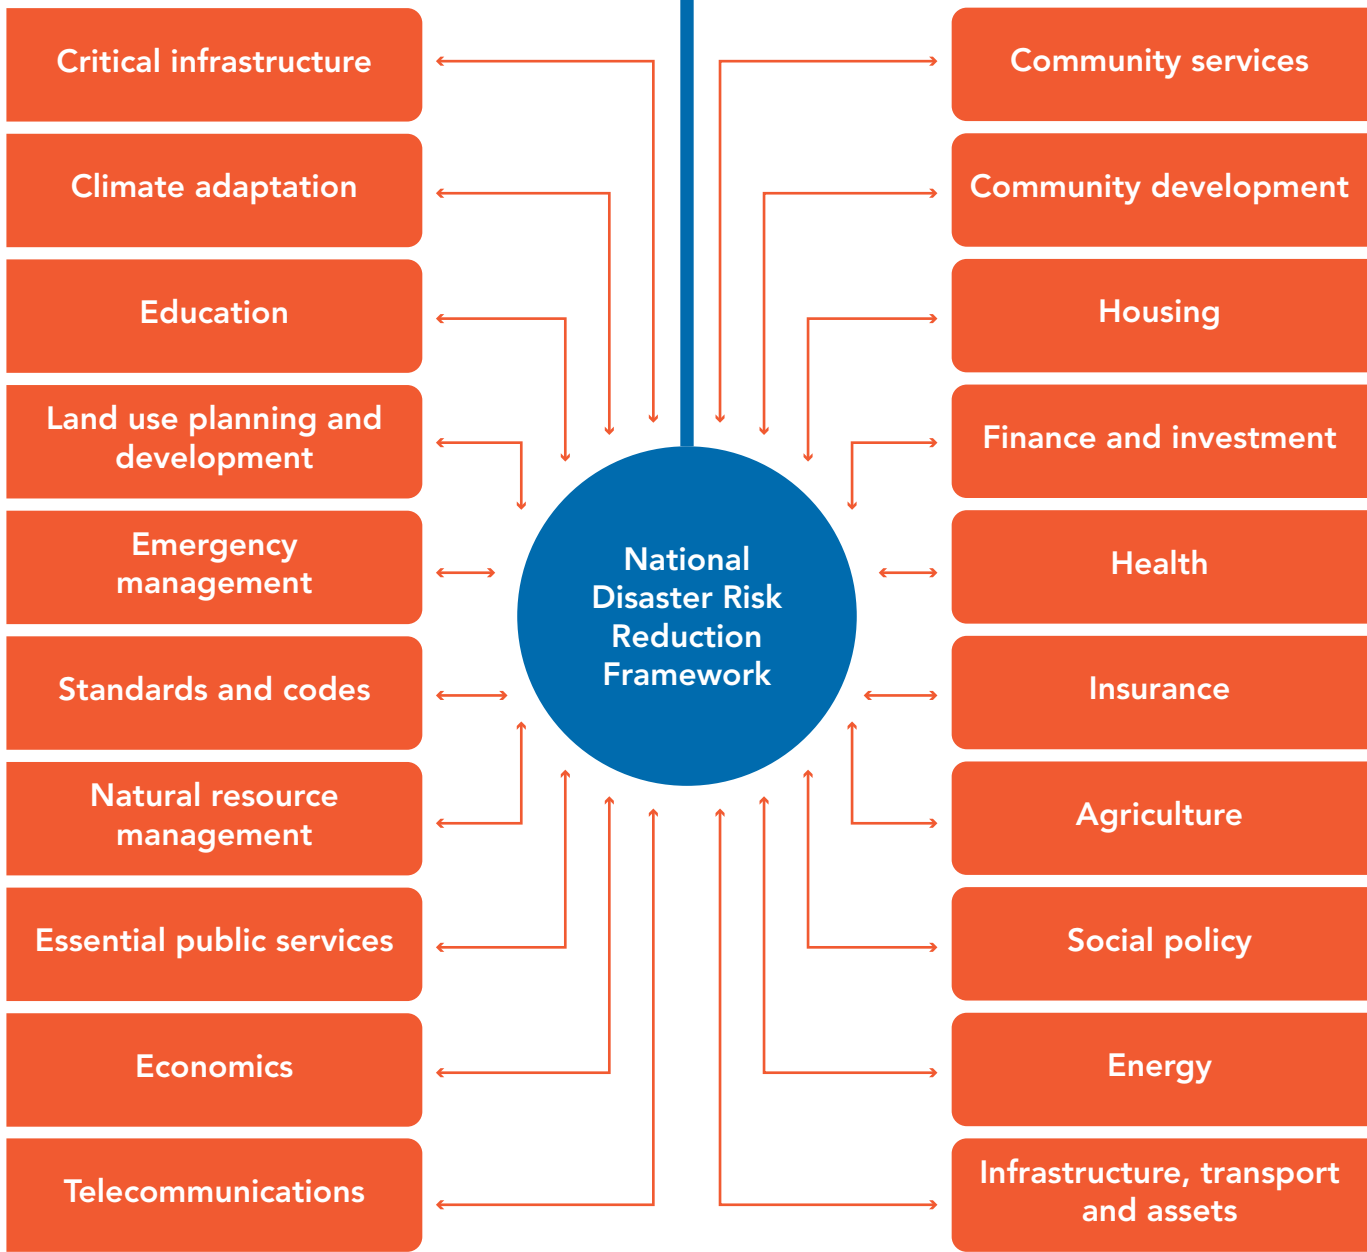 Critical infrastructure
Climate adaptation
Education
Land use planning and
development
Emergency
management
Standards and codes
Natural resource
management
Essential public services
Economics
Telecommunications
National
Disaster Risk
Reduction
Framework
Community services
Community development
Housing
Finance and investment
Health
Insurance
Agriculture
Social policy
Energy
Infrastructure, transport
and assets